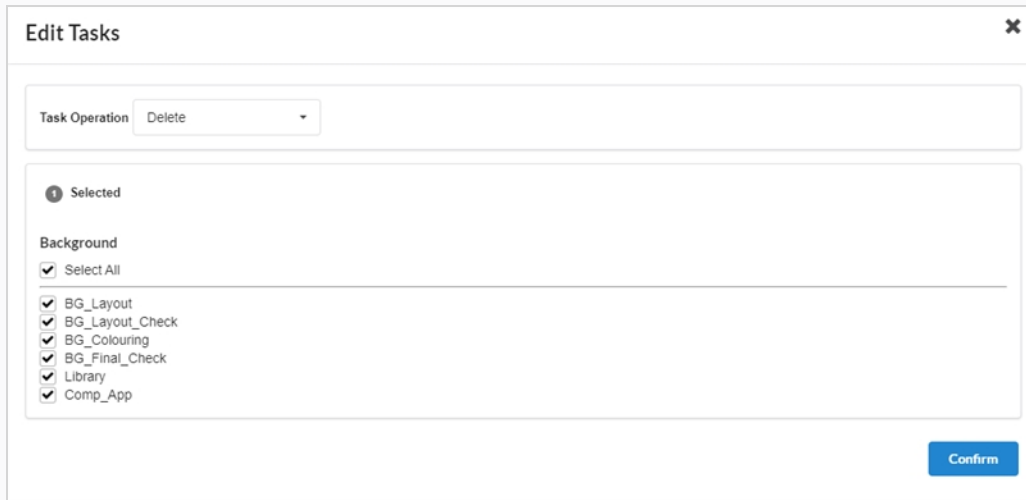 Edit Tasks
Task Operation Delete
1 Selected
Background
Select All
BG_Layout
BG_Layout_Check
BG_Colouring
BG_Final_Check
Library
Comp_App
Confirm